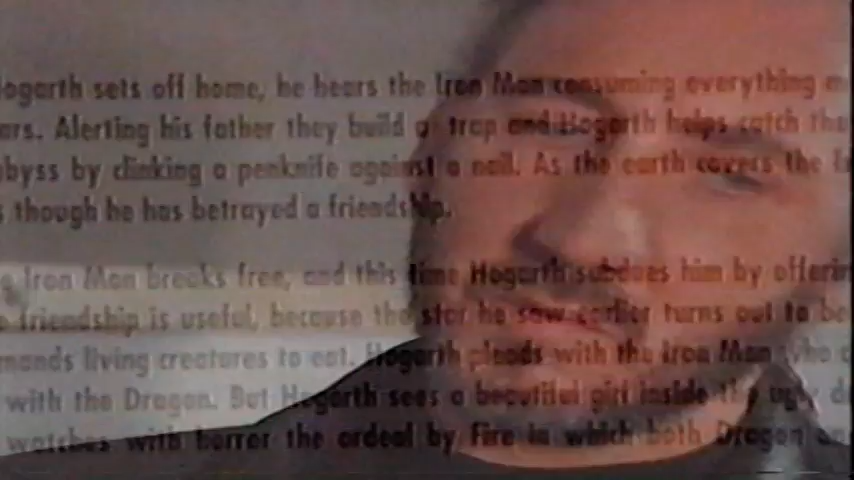 ogarth sets off home, he hears the Iron Man consuming everything
ars. Alerting his father they build a trap and Hogarth helps catch the
byss by clinking a penknife against a nail. As the earth covers the
s though he has betrayed a friendship.
Iron Man breaks free, and this time Hogarth subdues him by offerin
friendship is useful, because the star he saw earlier turns out to be
mands living creatures to eat. Hogarth pleads with the Iron Man who
with the Dragon. But Hogarth sees a beautiful girl inside the ugly
watches with horror the ordeal by Fire in which both Dragon